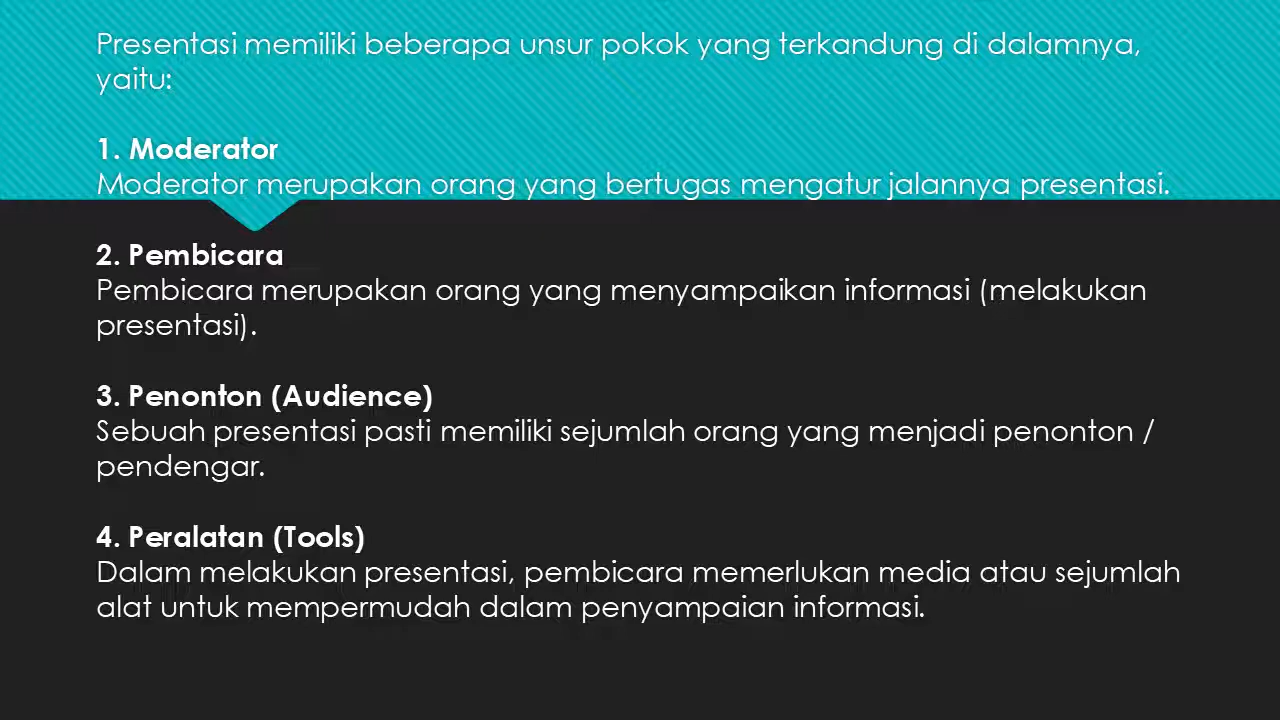 Presentasi memiliki beberapa unsur pokok yang terkandung di dalamnya,
yaitu:
1. Moderator
Moderator merupakan orang yang bertugas mengatur jalannya presentasi.
2. Pembicara
Pembicara merupakan orang yang menyampaikan informasi (melakukan
presentasi).
3. Penonton (Audience)
Sebuah presentasi pasti memiliki sejumlah orang yang menjadi penonton /
pendengar.
4. Peralatan (Tools)
Dalam melakukan presentasi, pembicara memerlukan media atau sejumlah
alat untuk mempermudah dalam penyampaian informasi.